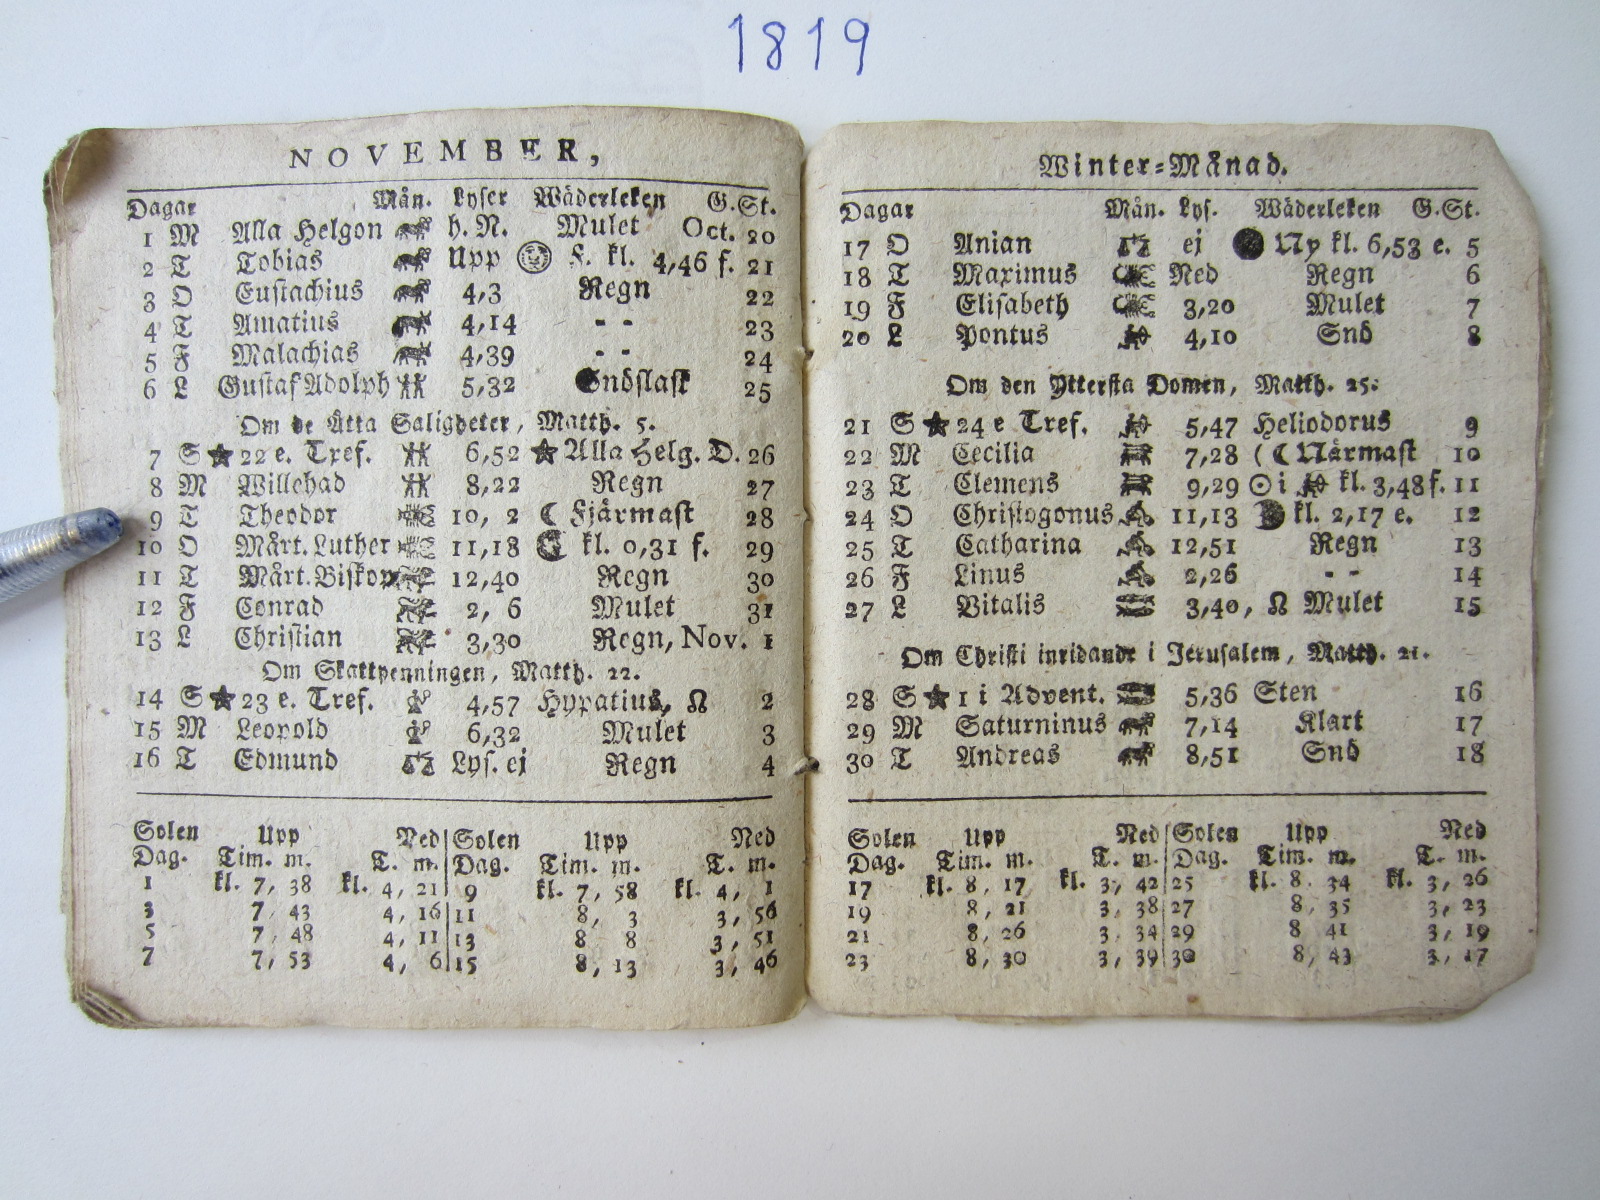 1819
NOVEMBER,
Dagar Mån. Lyser Wäderleken G.St.
1 M Alla Helgon h. N. Mulet Oct. 20
2 T Tobias Upp F. kl. 4,46 f. 21
3 O Eustachius 4,3 Regn 22
4 T Amatius 4,14 - - 23
5 F Malachias 4,39 - - 24
6 L Gustaf Adolph 5,32 Snöslask 25
Om de Åtta Saligheter, Matth. 5.
7 S ★ 22 e. Tref. 6,52 ★ Alla Helg. D. 26
8 M Willehad 8,22 Regn 27
9 T Theodor 10, 2 ☾ Fjärmast 28
10 O Mårt. Luther 11,18 ☾ kl. 0,31 f. 29
11 T Mårt. Biskop 12,40 Regn 30
12 F Conrad 2, 6 Mulet 31
13 L Christian 3,30 Regn, Nov. 1
Om Skattpenningen, Matth. 22.
14 S ★ 23 e. Tref. 4,57 Hypatius, ☊ 2
15 M Leopold 6,32 Mulet 3
16 T Edmund Lys. ej Regn 4
Solen Upp Ned Solen Upp Ned
Dag. Tim. m. T. m. Dag. Tim. m. T. m.
1 kl. 7, 38 kl. 4, 21 9 kl. 7, 58 kl. 4, 1
3 7, 43 4, 16 11 8, 3 3, 56
5 7, 48 4, 11 13 8 8 3, 51
7 7, 53 4, 6 15 8, 13 3, 46
Winter-Månad.
Dagar Mån. Lys. Wäderleken G.St.
17 O Anian ej Ny kl. 6,53 e. 5
18 T Maximus Ned Regn 6
19 F Elisabeth 3,20 Mulet 7
20 L Pontus 4,10 Snö 8
Om den Yttersta Domen, Matth. 25.
21 S ★ 24 e Tref. 5,47 Heliodorus 9
22 M Cecilia 7,28 ( ☾ Närmast 10
23 T Clemens 9,29 ☉ i kl. 3,48 f. 11
24 O Chrisogonus 11,13 ☽ kl. 2,17 e. 12
25 T Catharina 12,51 Regn 13
26 F Linus 2,26 - - 14
27 L Vitalis 3,40, ☊ Mulet 15
Om Christi inridande i Jerusalem, Matth. 21.
28 S ★ 1 i Advent. 5,36 Sten 16
29 M Saturninus 7,14 Klart 17
30 T Andreas 8,51 Snö 18
Solen Upp Ned Solen Upp Ned
Dag. Tim. m. T. m. Dag. Tim. m. T. m.
17 kl. 8, 17 kl. 3, 42 25 kl. 8. 34 kl. 3, 26
19 8, 21 3, 38 27 8, 35 3, 23
21 8, 26 3, 34 29 8 41 3, 19
23 8, 30 3, 39 30 8, 43 3, 17